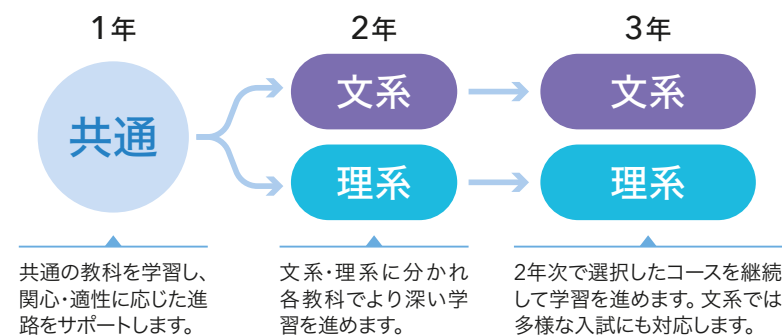 1年
2年
3年
共通
文系
文系
理系
理系
共通の教科を学習し、
関心・適性に応じた進
路をサポートします。
文系・理系に分かれ
各教科でより深い学
習を進めます。
2年次で選択したコースを継続
して学習を進めます。文系では
多様な入試にも対応します。